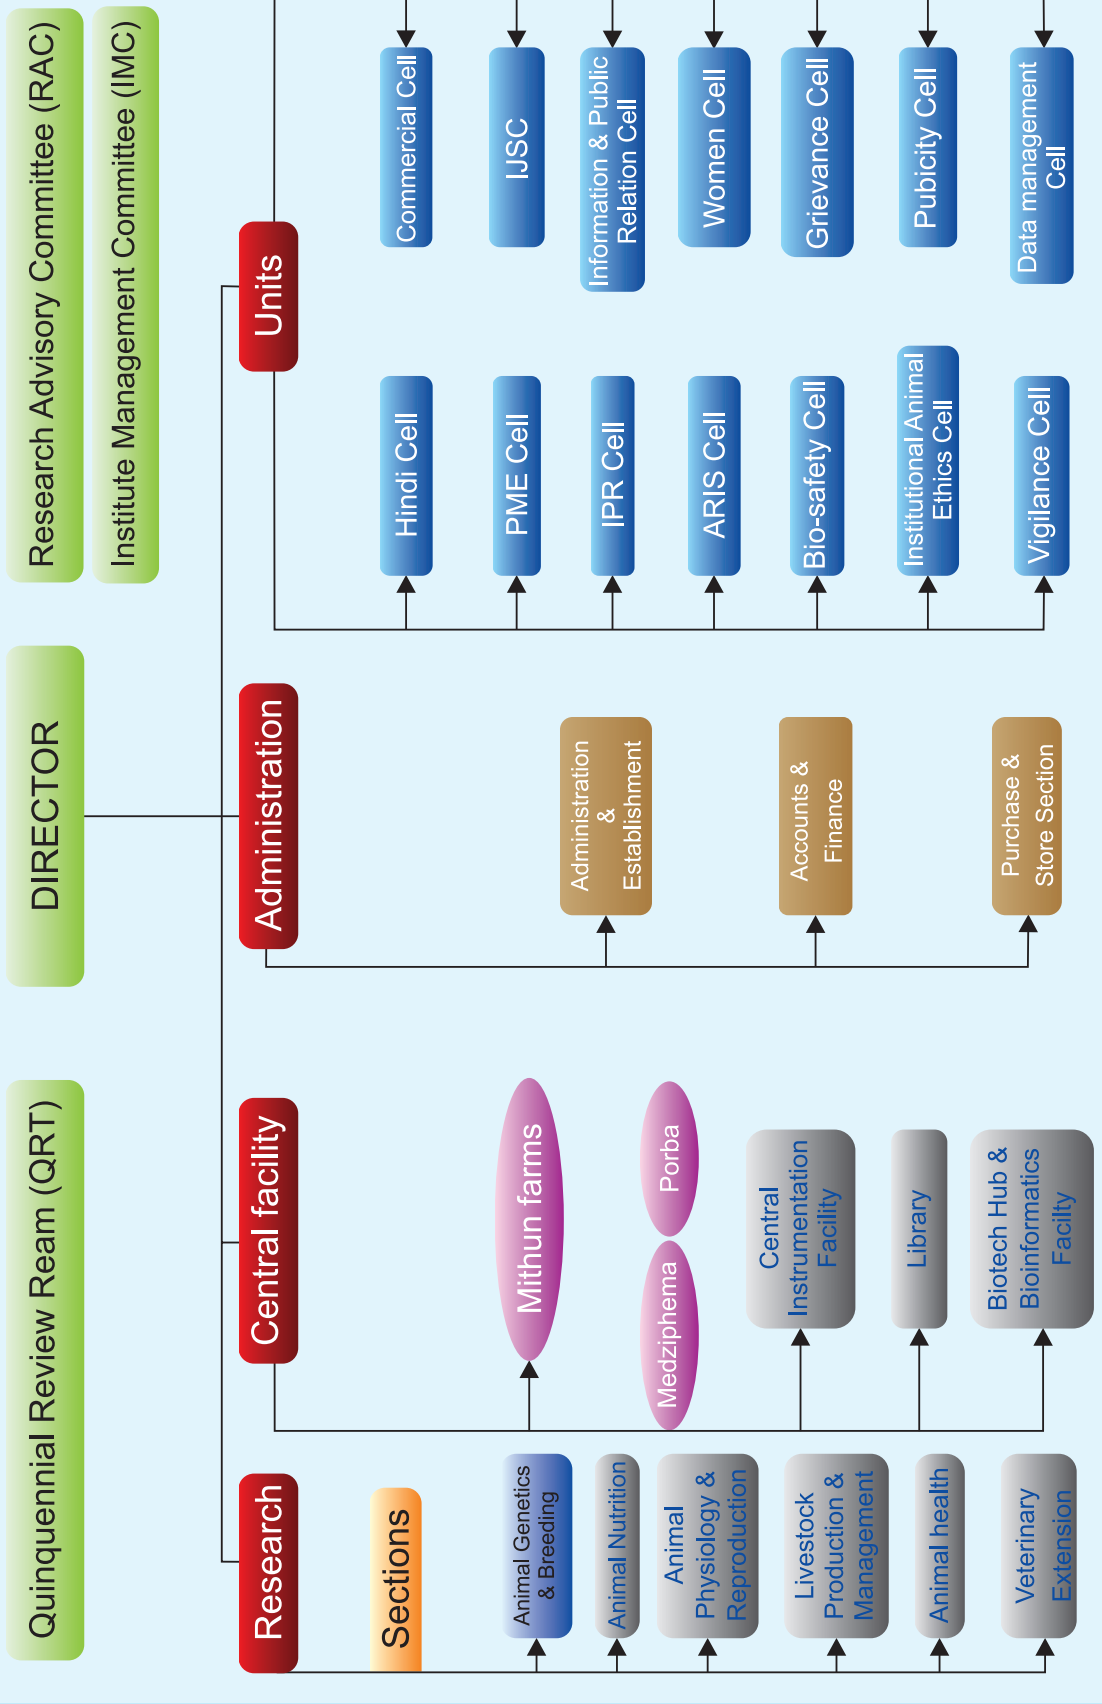 Quinquennial Review Ream (QRT)
DIRECTOR
Research Advisory Committee (RAC)
Institute Management Committee (IMC)
Research
Central facility
Administration
Units
Sections
Animal Genetics
& Breeding
Animal Nutrition
Animal
Physiology &
Reproduction
Livestock
Production &
Management
Animal health
Veterinary
Extension
Mithun farms
Medziphema
Porba
Central
Instrumentation
Facility
Library
Biotech Hub &
Bioinformatics
Facilty
Administration
&
Establishment
Accounts &
Finance
Purchase &
Store Section
Hindi Cell
PME Cell
IPR Cell
ARIS Cell
Bio-safety Cell
Institutional Animal
Ethics Cell
Vigilance Cell
Commercial Cell
IJSC
Information & Public
Relation Cell
Women Cell
Grievance Cell
Pubicity Cell
Data management
Cell